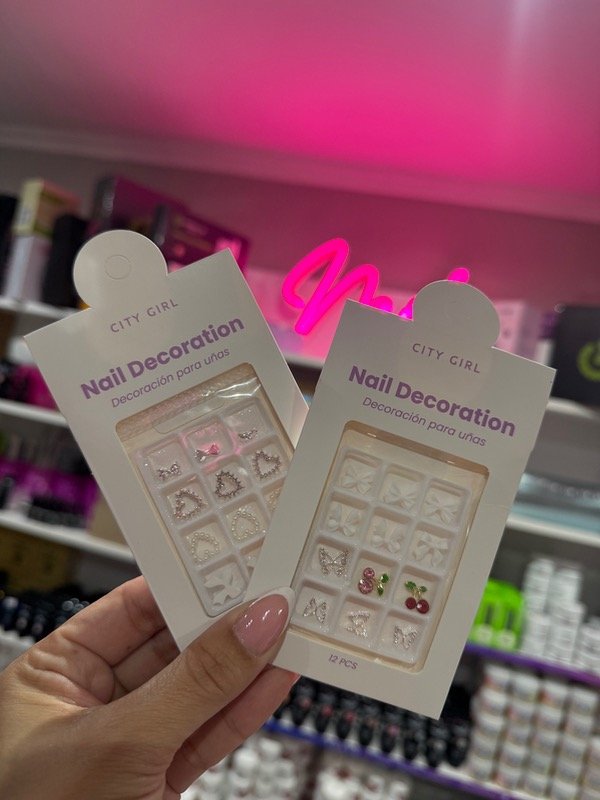 CITY GIRL
Nail Decoration
Decoración para uñas
CITY GIRL
Nail Decoration
Decoración para uñas
12 PCS